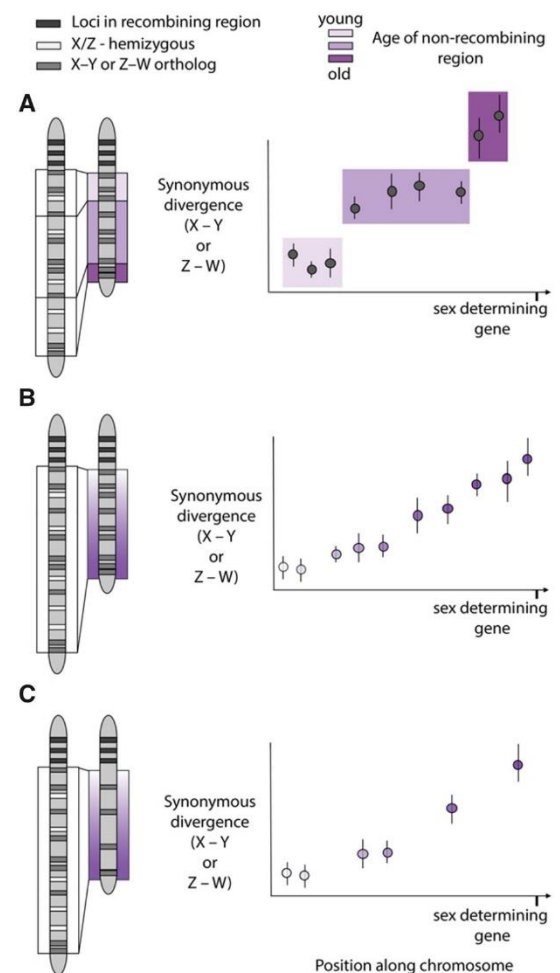 Loci in recombining region
X/Z - hemizygous
X–Y or Z–W ortholog
young
old
Age of non-recombining
region
A
Synonymous
divergence
(X – Y
or
Z – W)
sex determining
gene
B
Synonymous
divergence
(X – Y
or
Z – W)
sex determining
gene
C
Synonymous
divergence
(X – Y
or
Z – W)
sex determining
gene
Position along chromosome